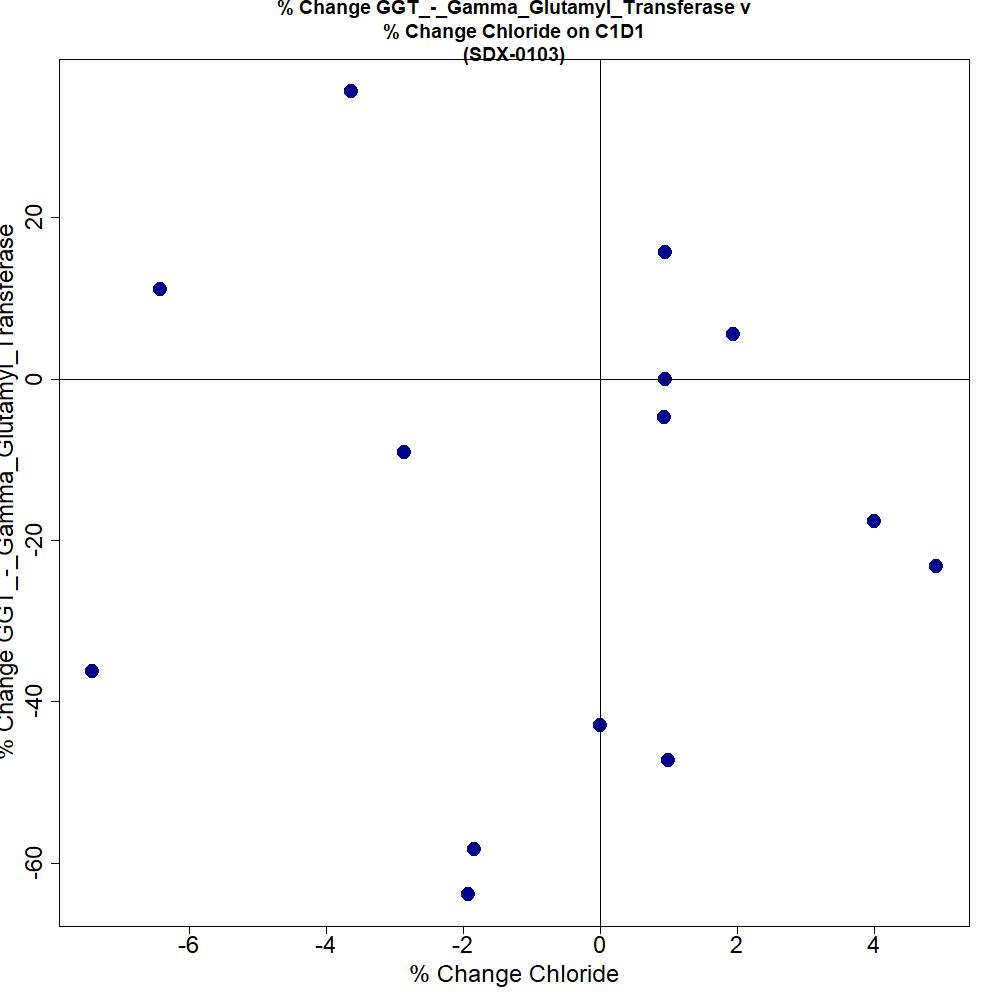 % Change GGT_-_Gamma_Glutamyl_Transferase v
% Change Chloride on C1D1
(SDX-0103)
% Change GGT_-_Gamma_Glutamyl_Transferase
20
0
-20
-40
-60
-6 -4 -2 0 2 4
% Change Chloride